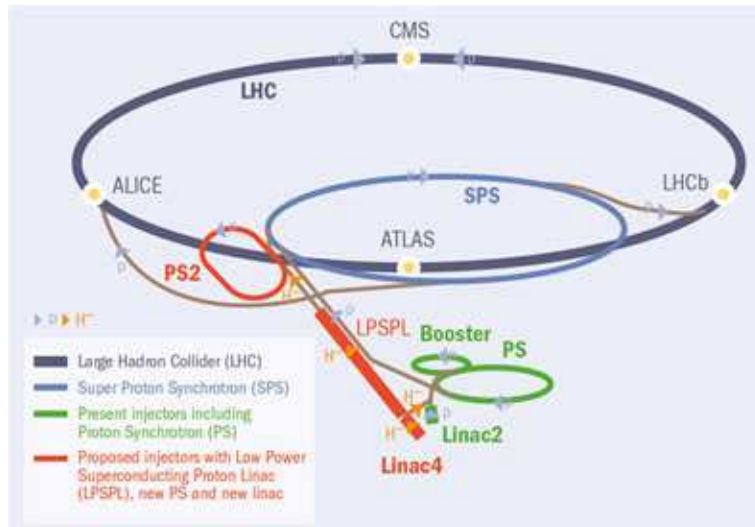 CMS
p
p
LHC
ALICE
LHCb
SPS
p
ATLAS
PS2
p
H⁻
p
p H⁻
LPSPL
H⁻
Booster
PS
H⁻
p
H⁻
Linac2
Linac4
Large Hadron Collider (LHC)
Super Proton Synchrotron (SPS)
Present injectors including
Proton Synchrotron (PS)
Proposed injectors with Low Power
Superconducting Proton Linac
(LPSPL), new PS and new linac